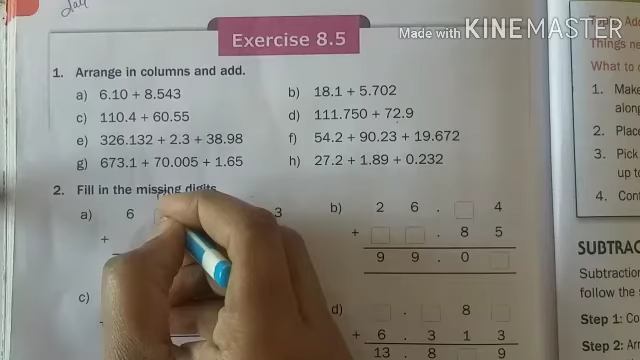 day
Made with KINEMASTER
Exercise 8.5
1. Arrange in columns and add.
a) 6.10 + 8.543
b) 18.1 + 5.702
c) 110.4 + 60.55
d) 111.750 + 72.9
e) 326.132 + 2.3 + 38.98
f) 54.2 + 90.23 + 19.672
g) 673.1 + 70.005 + 1.65
h) 27.2 + 1.89 + 0.232
2. Fill in the missing digits
a) 6 3
+
b) 2 6 . 4
+ . 8 5
9 9 . 0
c)
d) . 8
+ 6 . 3 1 3
13 . 8 9
Things
What to
1. Make
along
2. Place
3. Pick
up to
4.
SUBTRAC
Subtraction
follow the
Step 1: Co
Step 2: